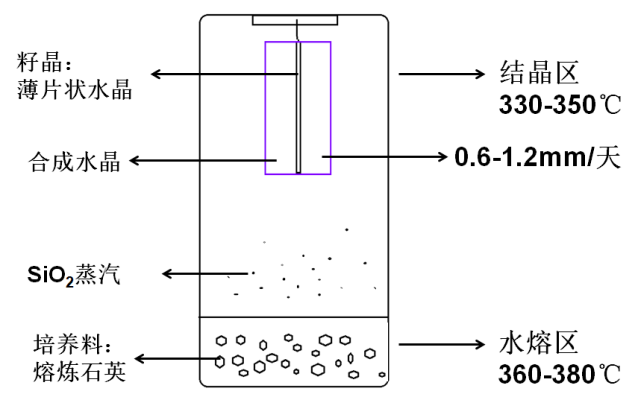 籽晶：
薄片状水晶
合成水晶
SiO₂蒸汽
培养料：
熔炼石英
结晶区
330-350℃
0.6-1.2mm/天
水熔区
360-380℃